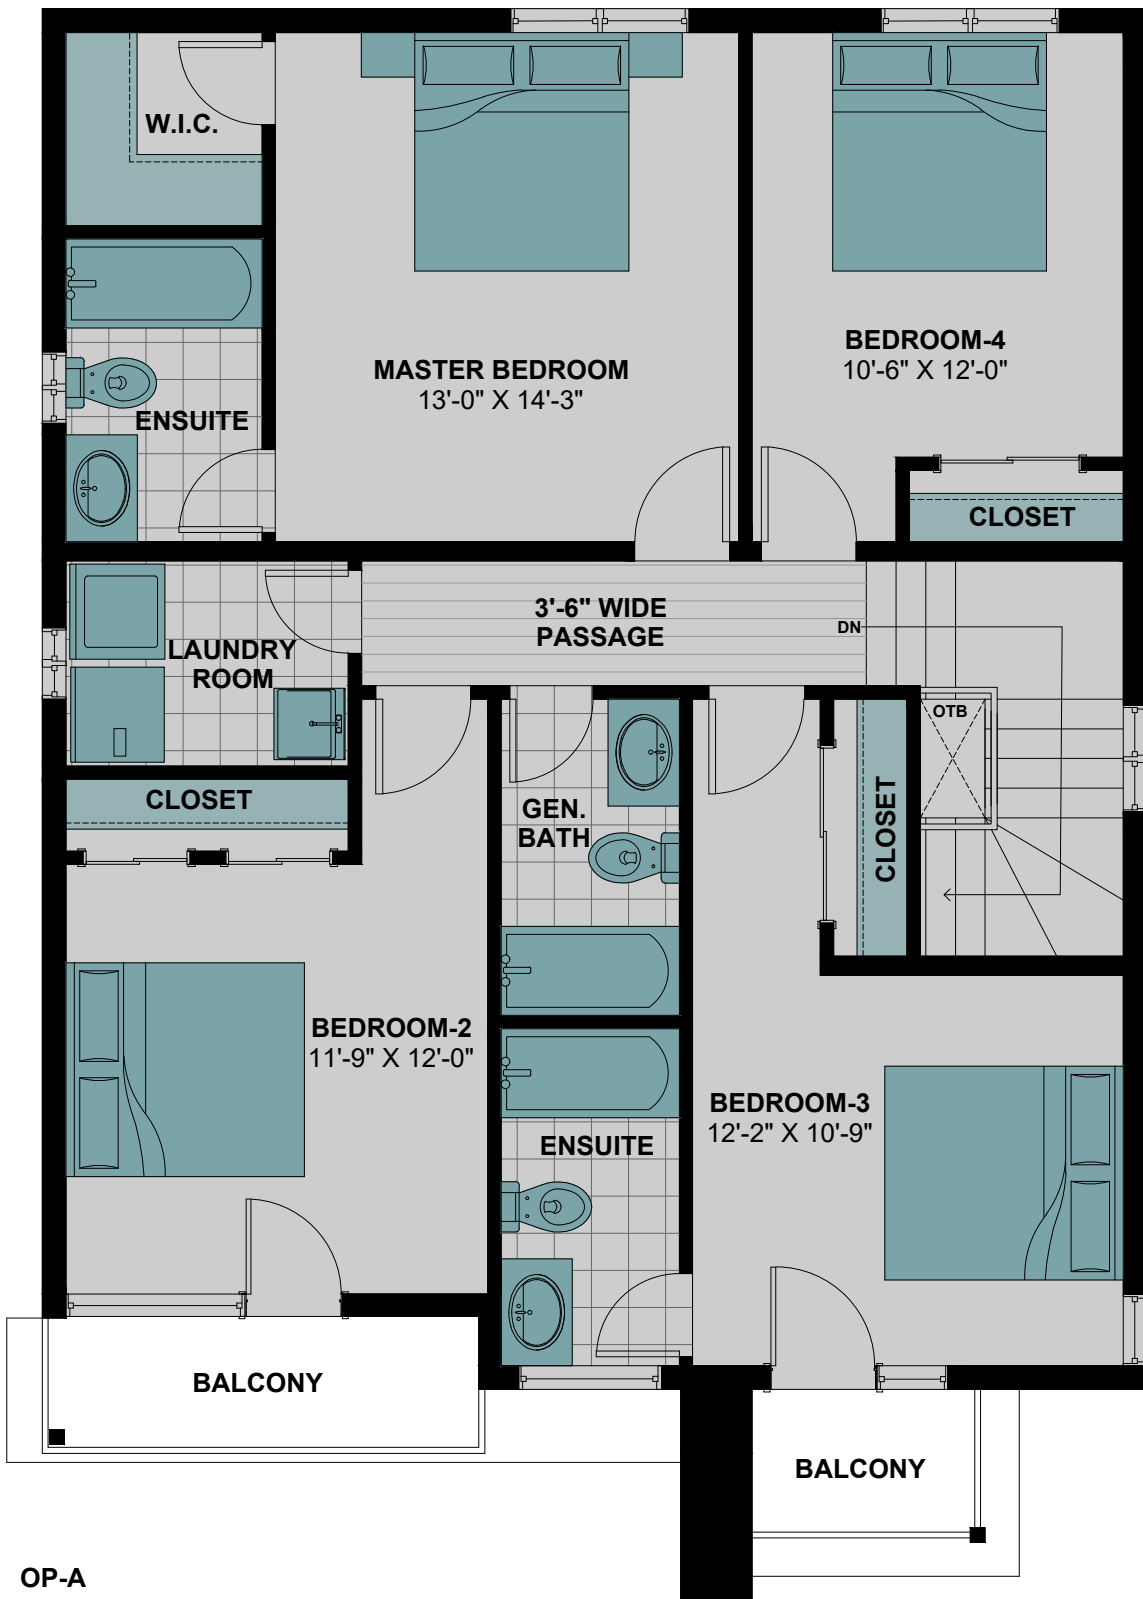 W.I.C.
MASTER BEDROOM
13'-0" X 14'-3"
BEDROOM-4
10'-6" X 12'-0"
ENSUITE
CLOSET
3'-6" WIDE
PASSAGE
DN
LAUNDRY
ROOM
OTB
CLOSET
GEN.
BATH
CLOSET
BEDROOM-2
11'-9" X 12'-0"
BEDROOM-3
12'-2" X 10'-9"
ENSUITE
BALCONY
BALCONY
OP-A